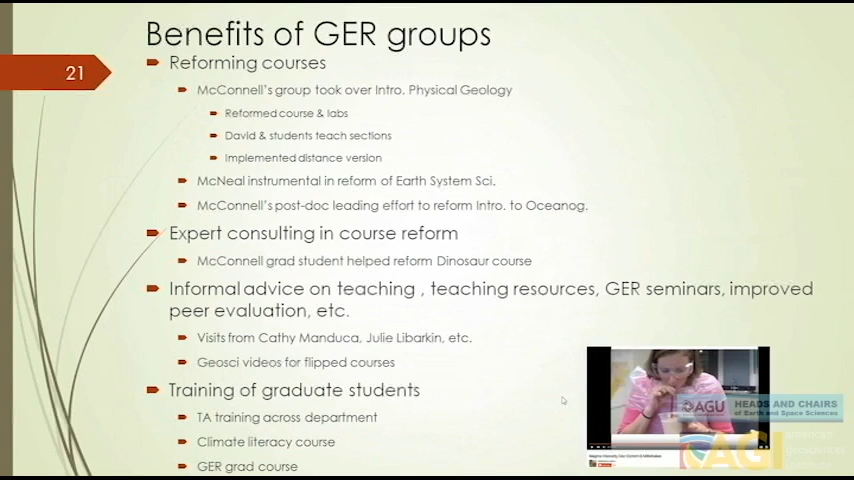 Benefits of GER groups
21
Reforming courses
McConnell's group took over Intro. Physical Geology
Reformed course & labs
David & students teach sections
Implemented distance version
McNeal instrumental in reform of Earth System Sci.
McConnell's post-doc leading effort to reform Intro. to Oceanog.
Expert consulting in course reform
McConnell grad student helped reform Dinosaur course
Informal advice on teaching , teaching resources, GER seminars, improved
peer evaluation, etc.
Visits from Cathy Manduca, Julie Libarkin, etc.
Geosci videos for flipped courses
Training of graduate students
TA training across department
Climate literacy course
GER grad course
AGU HEADS AND CHAIRS
of Earth and Space Sciences
AGI american
geosciences
institute